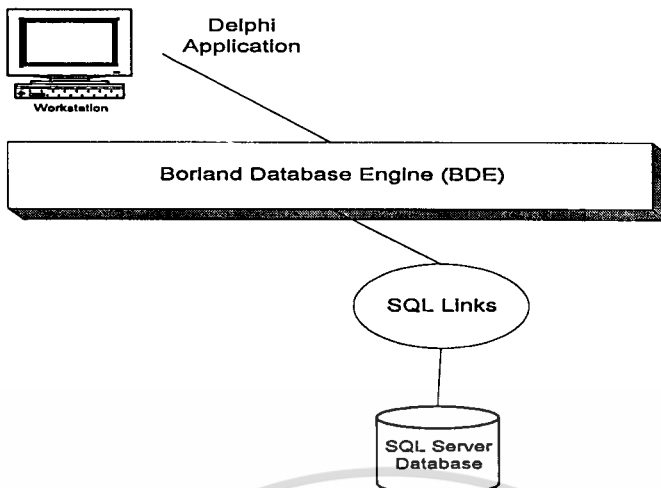 Delphi
Application
Workstation
Borland Database Engine (BDE)
SQL Links
SQL Server
Database